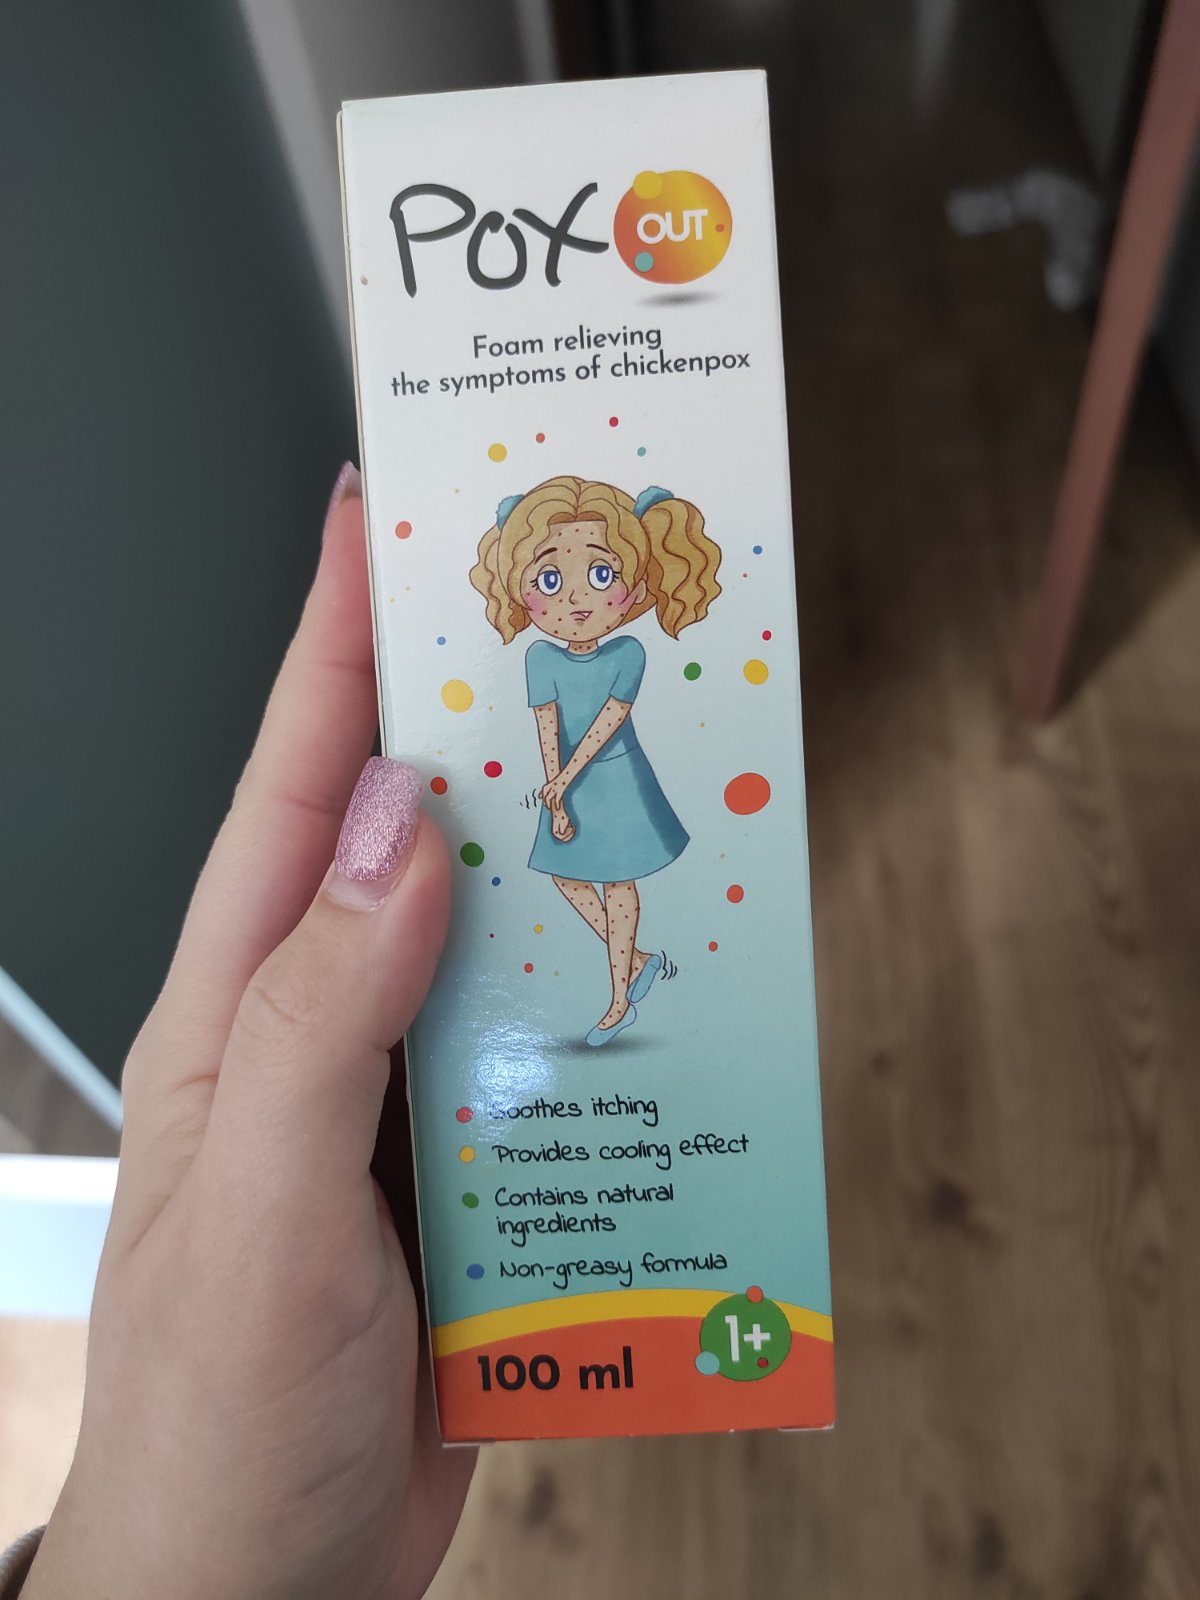 Pox OUT
Foam relieving
the symptoms of chickenpox
Soothes itching
Provides cooling effect
Contains natural
ingredients
Non-greasy formula
1+
100 ml